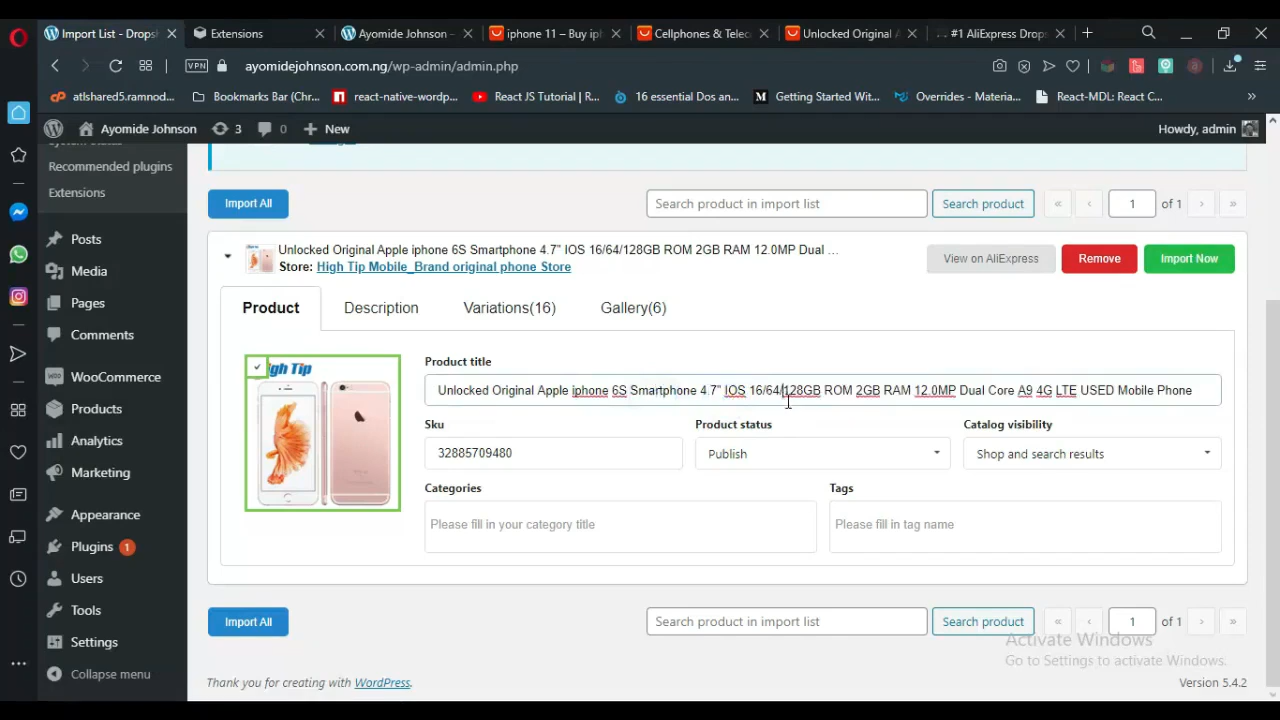 Import List - Dropsh
Extensions
Ayomide Johnson –
iphone 11 – Buy ip
Cellphones & Telec
Unlocked Original A
#1 AliExpress Drops
VPN
ayomidejohnson.com.ng/wp-admin/admin.php
atlshared5.ramnod...
Bookmarks Bar (Chr...
react-native-wordp...
React JS Tutorial | R...
16 essential Dos an...
Getting Started Wit...
Overrides - Materia...
React-MDL: React C...
Ayomide Johnson
3
0
New
Howdy, admin
Recommended plugins
Extensions
Posts
Media
Pages
Comments
WooCommerce
Products
Analytics
Marketing
Appearance
Plugins 1
Users
Tools
Settings
Collapse menu
Import All
Search product in import list
Search product
«
‹
1
of 1
›
»
Unlocked Original Apple iphone 6S Smartphone 4.7" IOS 16/64/128GB ROM 2GB RAM 12.0MP Dual ...
Store: High Tip Mobile_Brand original phone Store
View on AliExpress
Remove
Import Now
Product
Description
Variations(16)
Gallery(6)
High Tip
Product title
Unlocked Original Apple iphone 6S Smartphone 4.7" IOS 16/64/128GB ROM 2GB RAM 12.0MP Dual Core A9 4G LTE USED Mobile Phone
Sku
Product status
Catalog visibility
32885709480
Publish
Shop and search results
Categories
Tags
Please fill in your category title
Please fill in tag name
Import All
Search product in import list
Search product
«
‹
1
of 1
›
»
Activate Windows
Go to Settings to activate Windows.
Thank you for creating with WordPress.
Version 5.4.2